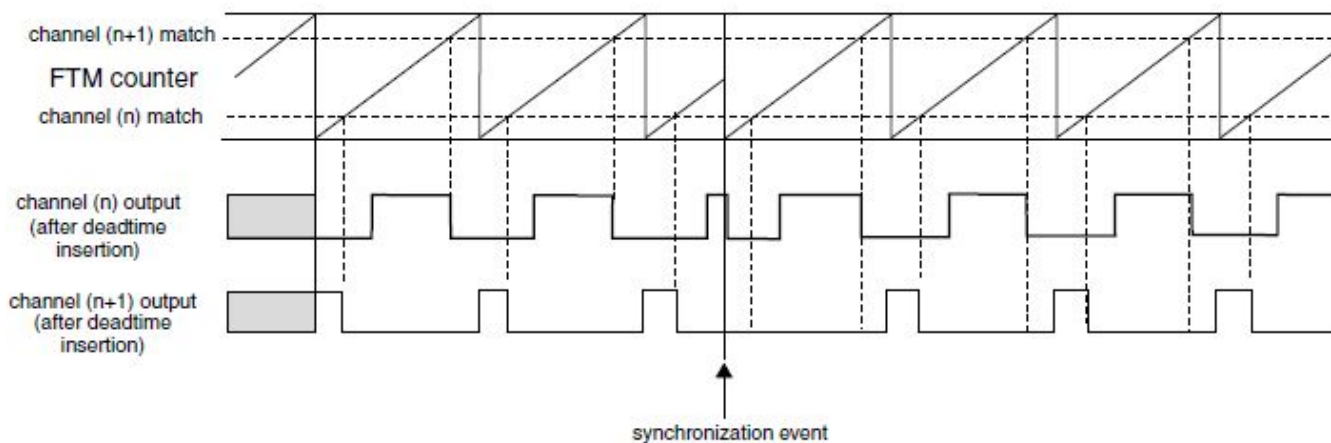 channel (n+1) match
FTM counter
channel (n) match
channel (n) output
(after deadtime
insertion)
channel (n+1) output
(after deadtime
insertion)
synchronization event